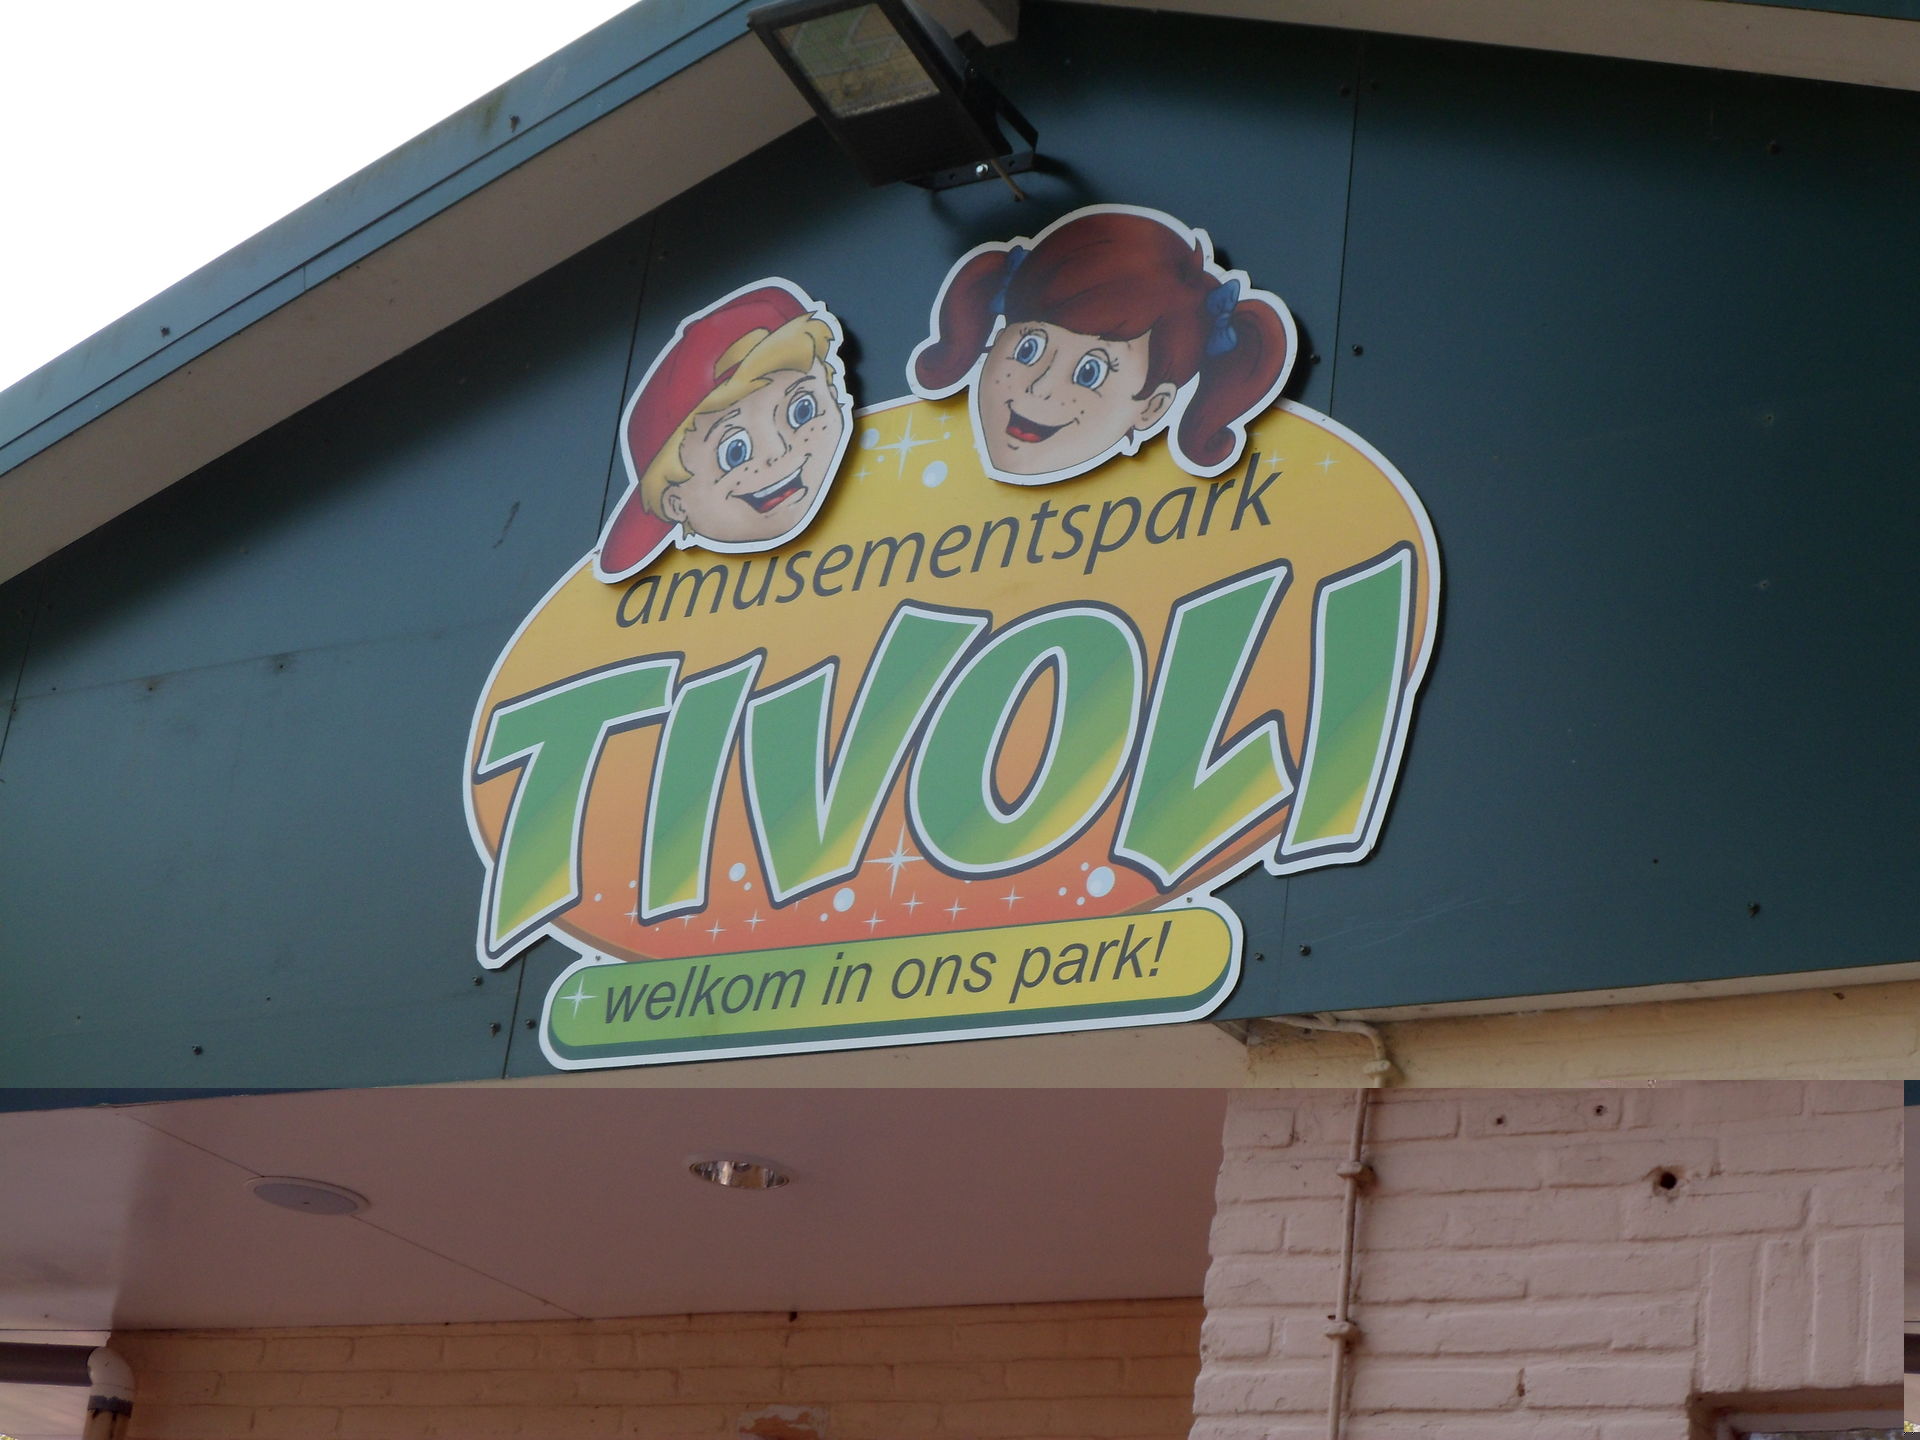 amusementspark
TIVOLI
welkom in ons park!